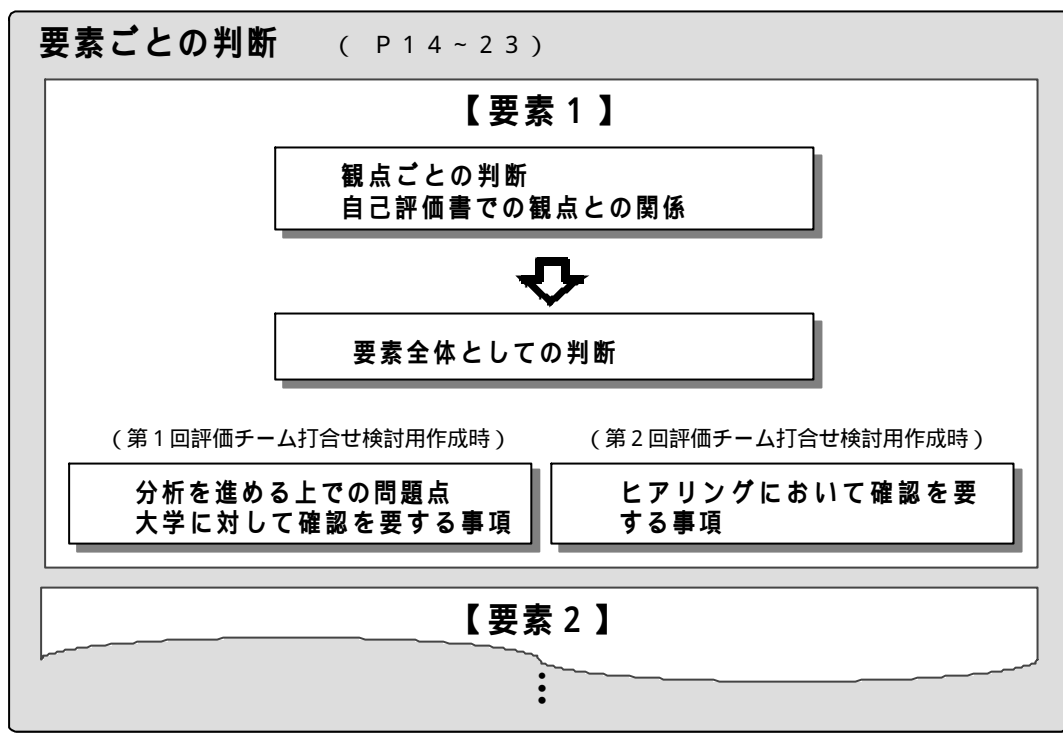 要素ごとの判断 (P14~23)
【要素1】
観点ごとの判断
自己評価書での観点との関係
要素全体としての判断
(第1回評価チーム打合せ検討用作成時)
(第2回評価チーム打合せ検討用作成時)
分析を進める上での問題点
大学に対して確認を要する事項
ヒアリングにおいて確認を要
する事項
【要素2】